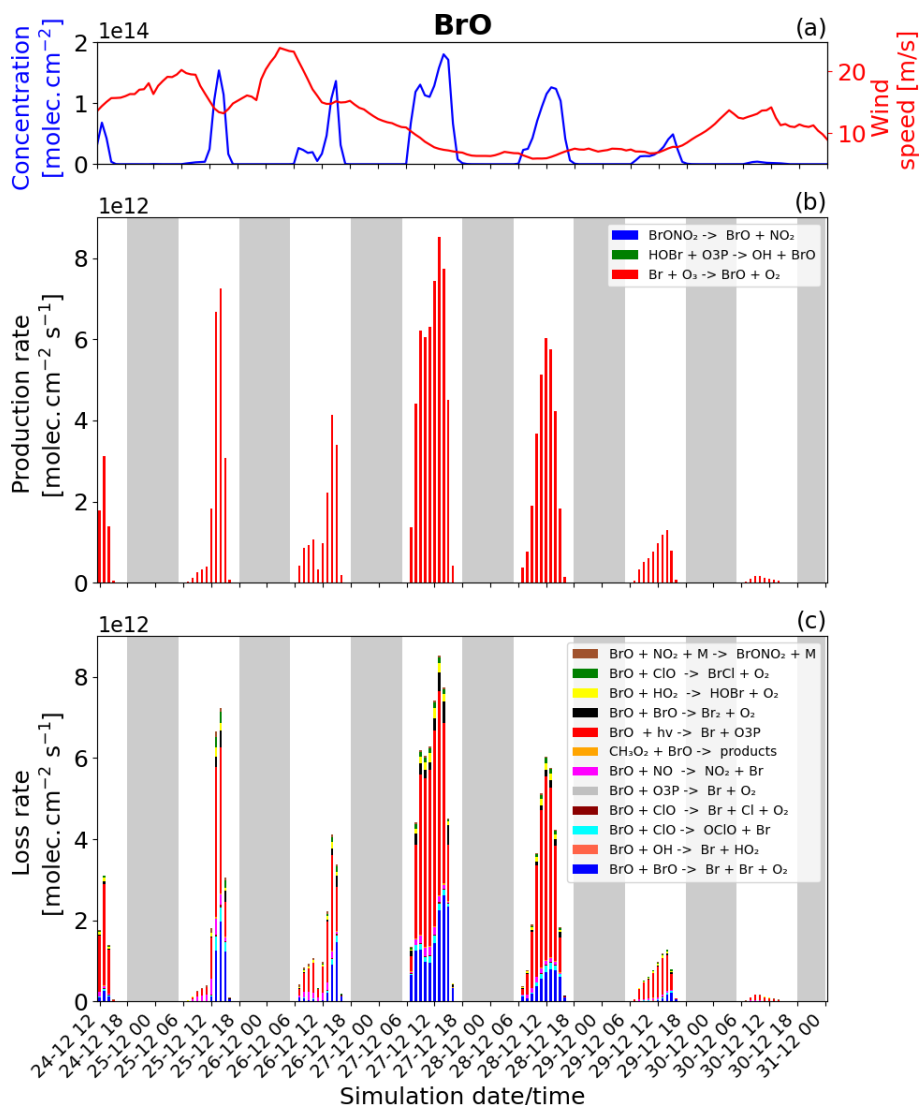 BrO
1e14
(a)
Concentration
[molec.cm⁻²]
2
1
0
20
10
Wind
speed [m/s]
1e12
(b)
Production rate
[molec. cm⁻² s⁻¹]
8
6
4
2
0
BrONO₂ -> BrO + NO₂
HOBr + O3P -> OH + BrO
Br + O₃ -> BrO + O₂
1e12
(c)
Loss rate
[molec. cm⁻² s⁻¹]
8
6
4
2
0
BrO + NO₂ + M -> BrONO₂ + M
BrO + ClO -> BrCl + O₂
BrO + HO₂ -> HOBr + O₂
BrO + BrO -> Br₂ + O₂
BrO + hv -> Br + O3P
CH₃O₂ + BrO -> products
BrO + NO -> NO₂ + Br
BrO + O3P -> Br + O₂
BrO + ClO -> Br + Cl + O₂
BrO + ClO -> OClO + Br
BrO + OH -> Br + HO₂
BrO + BrO -> Br + Br + O₂
24-12 12
24-12 18
25-12 00
25-12 06
25-12 12
25-12 18
26-12 00
26-12 06
26-12 12
26-12 18
27-12 00
27-12 06
27-12 12
27-12 18
28-12 00
28-12 06
28-12 12
28-12 18
29-12 00
29-12 06
29-12 12
29-12 18
30-12 00
30-12 06
30-12 12
30-12 18
31-12 00
Simulation date/time